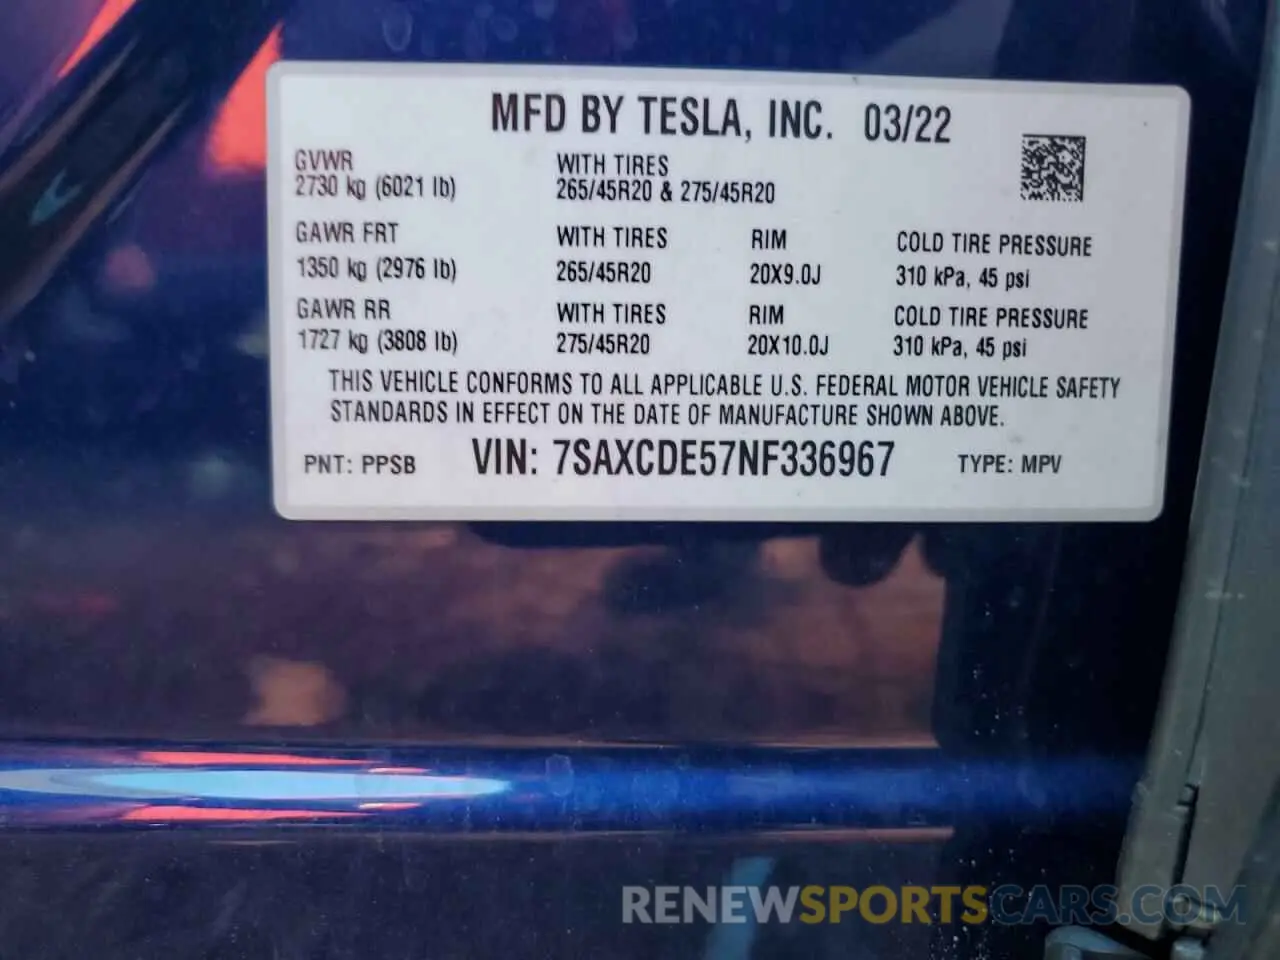 MFD BY TESLA, INC. 03/22
GVWR WITH TIRES
2730 kg (6021 lb) 265/45R20 & 275/45R20
GAWR FRT WITH TIRES RIM COLD TIRE PRESSURE
1350 kg (2976 lb) 265/45R20 20X9.0J 310 kPa, 45 psi
GAWR RR WITH TIRES RIM COLD TIRE PRESSURE
1727 kg (3808 lb) 275/45R20 20X10.0J 310 kPa, 45 psi
THIS VEHICLE CONFORMS TO ALL APPLICABLE U.S. FEDERAL MOTOR VEHICLE SAFETY
STANDARDS IN EFFECT ON THE DATE OF MANUFACTURE SHOWN ABOVE.
PNT: PPSB VIN: 7SAXCDE57NF336967 TYPE: MPV
RENEWSPORTSCARS.COM